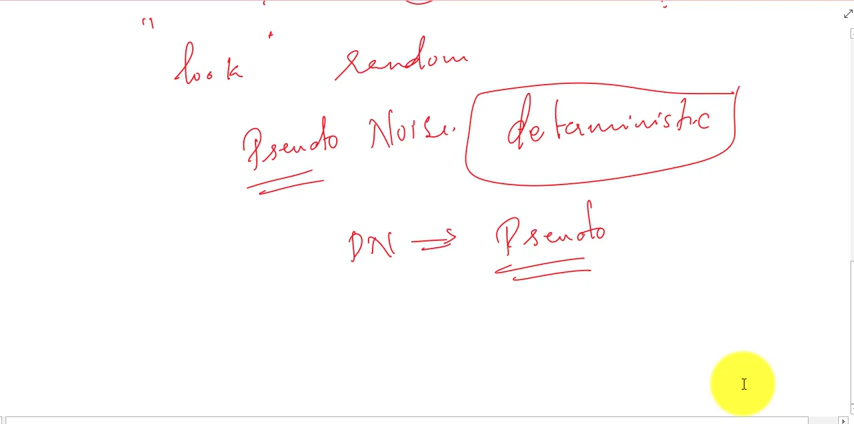 "look" random
Pseudo Noise. deterministic
PN ⇒ Pseudo